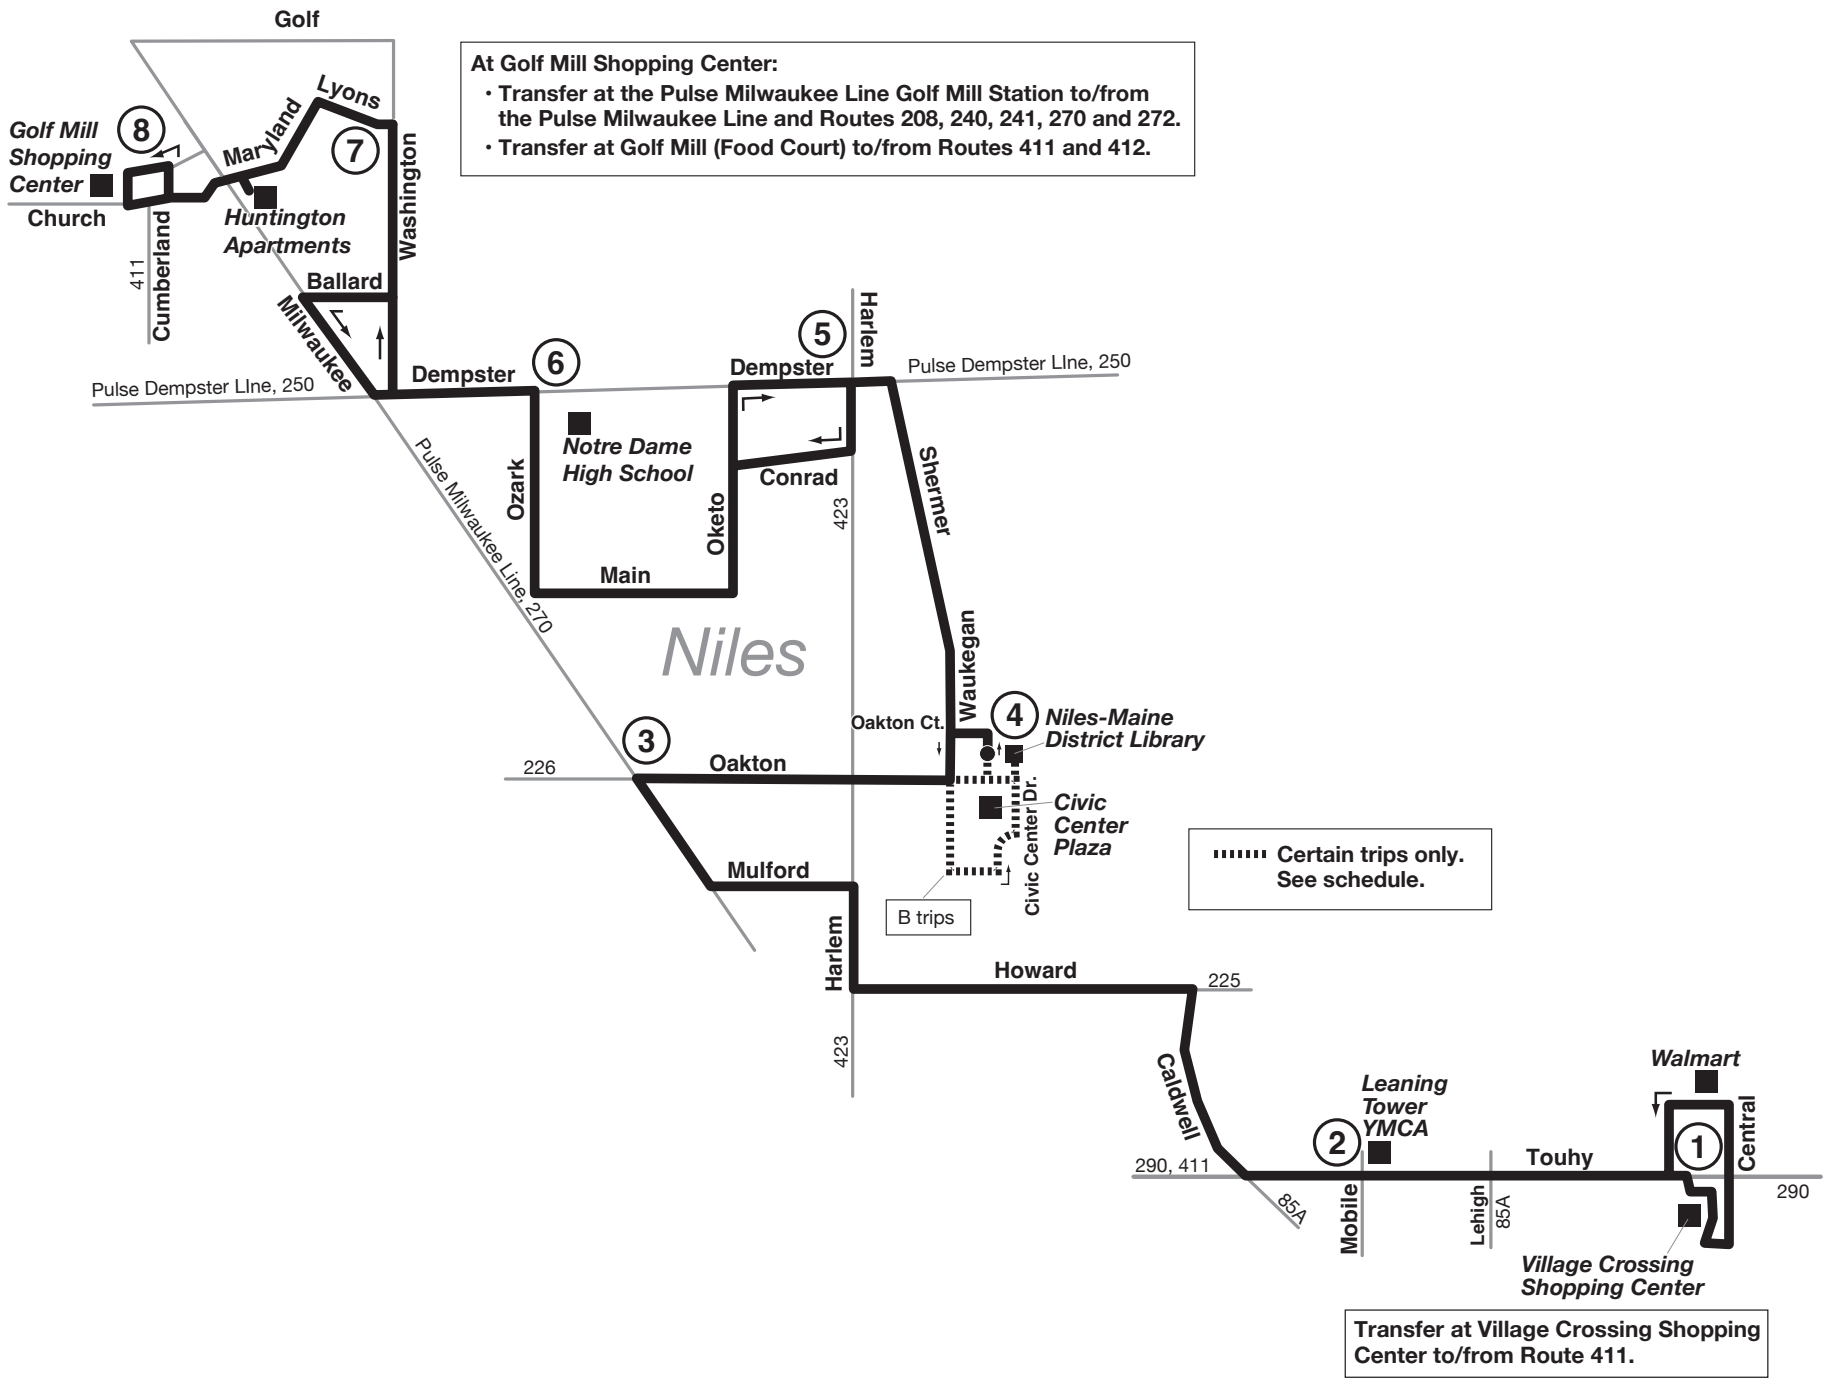 Golf
At Golf Mill Shopping Center:
• Transfer at the Pulse Milwaukee Line Golf Mill Station to/from
the Pulse Milwaukee Line and Routes 208, 240, 241, 270 and 272.
• Transfer at Golf Mill (Food Court) to/from Routes 411 and 412.
Lyons
Maryland
8
7
Golf Mill
Shopping
Center
Church
Washington
Huntington
Apartments
411
Cumberland
Ballard
Milwaukee
Harlem
5
6
Dempster
Dempster
Pulse Dempster LIne, 250
Pulse Dempster LIne, 250
Notre Dame
High School
Ozark
Oketo
Conrad
423
Shermer
Pulse Milwaukee Line, 270
Main
Niles
Waukegan
Oakton Ct.
4
Niles-Maine
District Library
3
226
Oakton
Civic
Center
Plaza
Civic Center Dr.
Mulford
B trips
Certain trips only.
See schedule.
Harlem
Howard
225
423
Caldwell
Leaning
Tower
YMCA
2
Walmart
1
Central
Touhy
290, 411
290
85A
Mobile
Lehigh
85A
Village Crossing
Shopping Center
Transfer at Village Crossing Shopping
Center to/from Route 411.